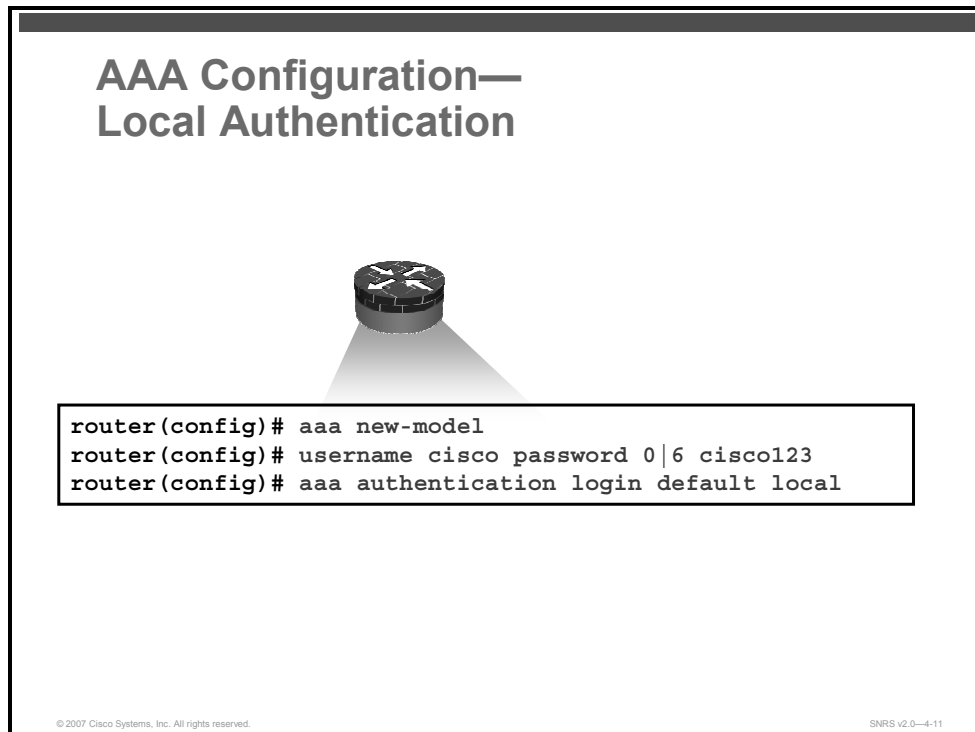 AAA Configuration—
Local Authentication
router(config)# aaa new-model
router(config)# username cisco password 0|6 cisco123
router(config)# aaa authentication login default local
© 2007 Cisco Systems, Inc. All rights reserved.
SNRS v2.0—4-11